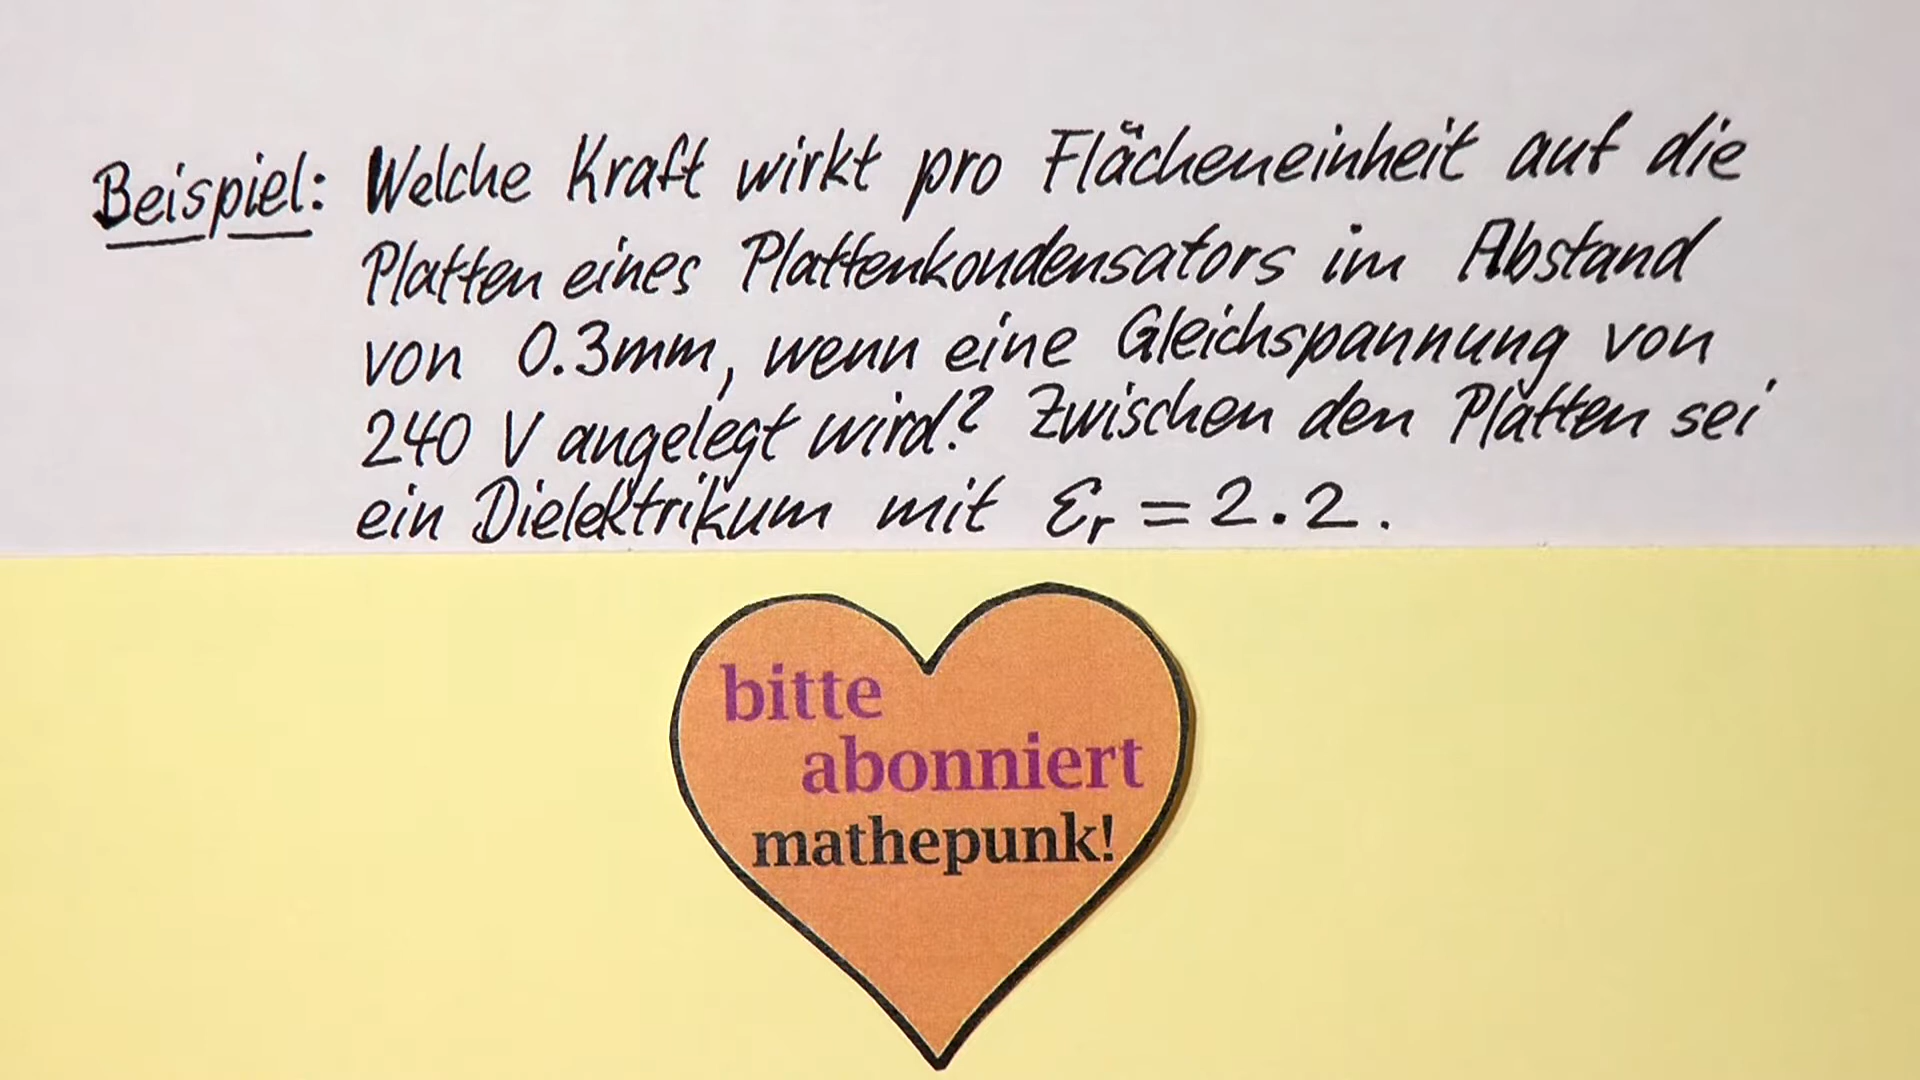 Beispiel: Welche Kraft wirkt pro Flächeneinheit auf die
Platten eines Plattenkondensators im Abstand
von 0.3mm, wenn eine Gleichspannung von
240 V angelegt wird? Zwischen den Platten sei
ein Dielektrikum mit εr = 2.2.
bitte
abonniert
mathepunk!